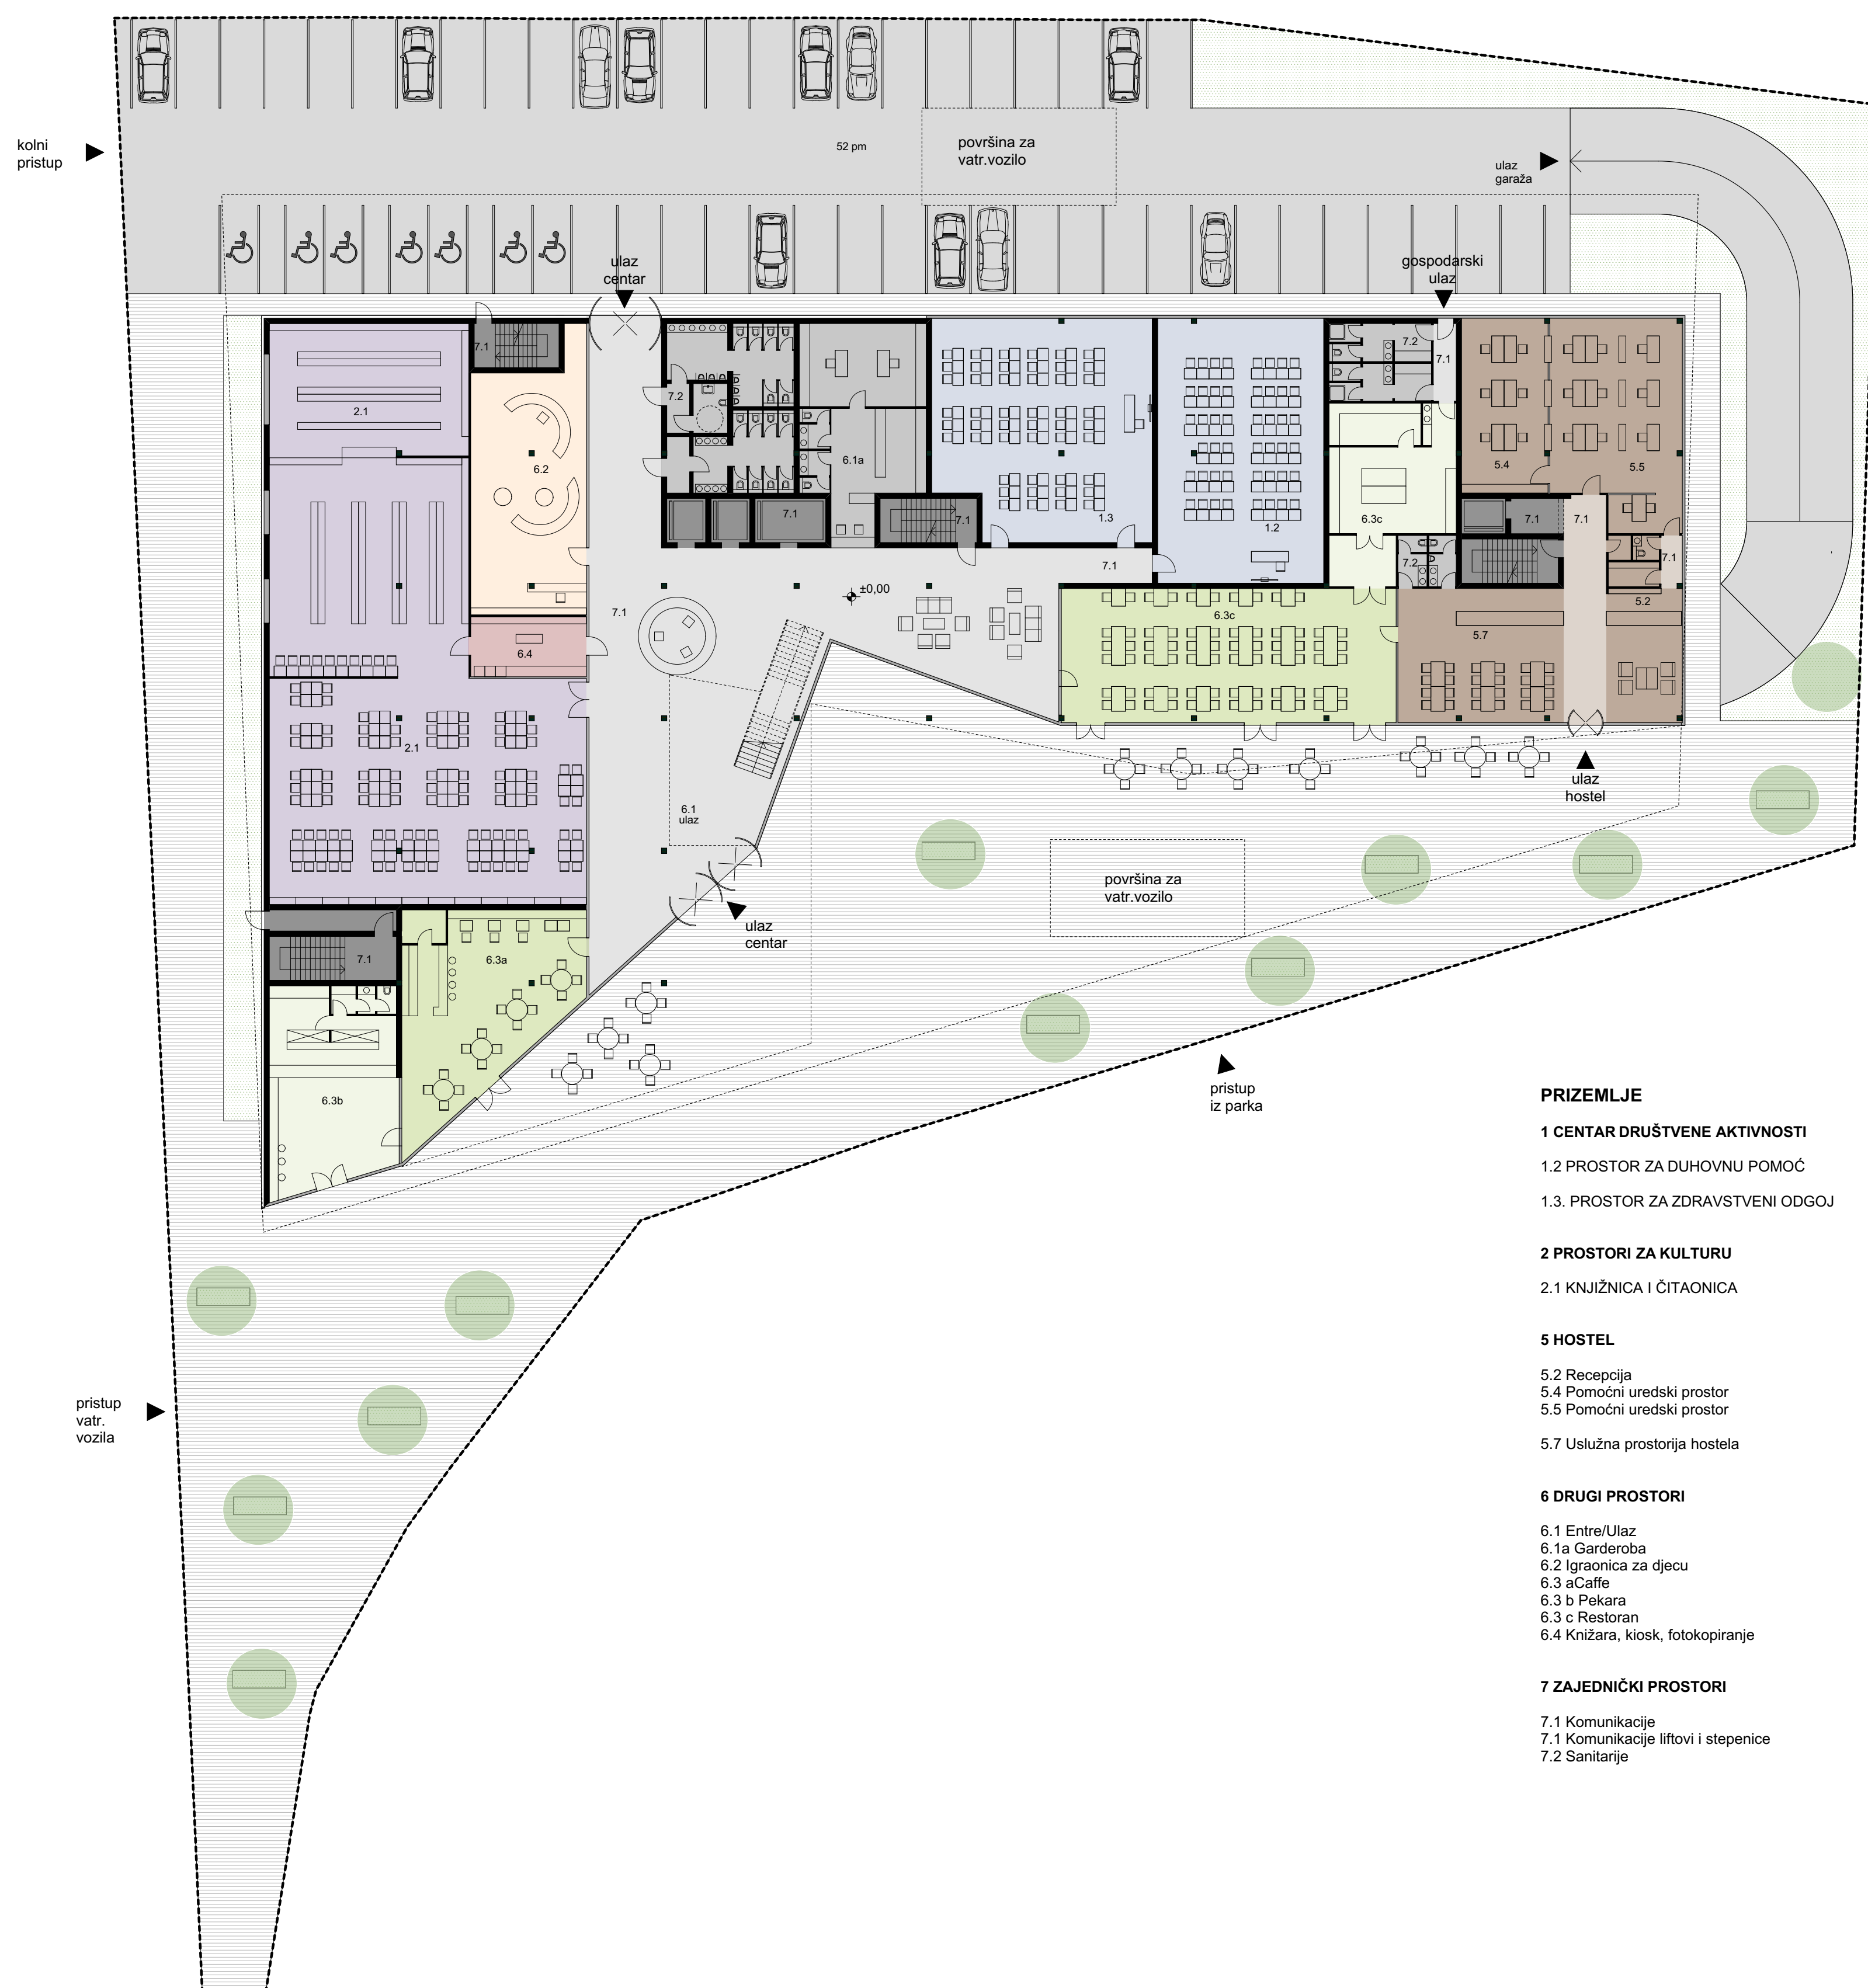 kolni
pristup
52 pm
površina za
vatr.vozilo
ulaz
garaža
ulaz
centar
gospodarski
ulaz
7.1
2.1
6.2
7.2
6.1a
7.1
7.1
1.3
1.2
7.2
7.1
6.3c
5.4
5.5
7.1
7.1
7.2
7.1
5.2
7.1
±0,00
7.1
6.3c
5.7
6.4
2.1
6.1
ulaz
ulaz
hostel
površina za
vatr.vozilo
ulaz
centar
7.1
6.3a
6.3b
pristup
iz parka
pristup
vatr.
vozila
PRIZEMLJE
1 CENTAR DRUŠTVENE AKTIVNOSTI
1.2 PROSTOR ZA DUHOVNU POMOĆ
1.3. PROSTOR ZA ZDRAVSTVENI ODGOJ
2 PROSTORI ZA KULTURU
2.1 KNJIŽNICA I ČITAONICA
5 HOSTEL
5.2 Recepcija
5.4 Pomoćni uredski prostor
5.5 Pomoćni uredski prostor
5.7 Uslužna prostorija hostela
6 DRUGI PROSTORI
6.1 Entre/Ulaz
6.1a Garderoba
6.2 Igraonica za djecu
6.3 aCaffe
6.3 b Pekara
6.3 c Restoran
6.4 Knižara, kiosk, fotokopiranje
7 ZAJEDNIČKI PROSTORI
7.1 Komunikacije
7.1 Komunikacije liftovi i stepenice
7.2 Sanitarije